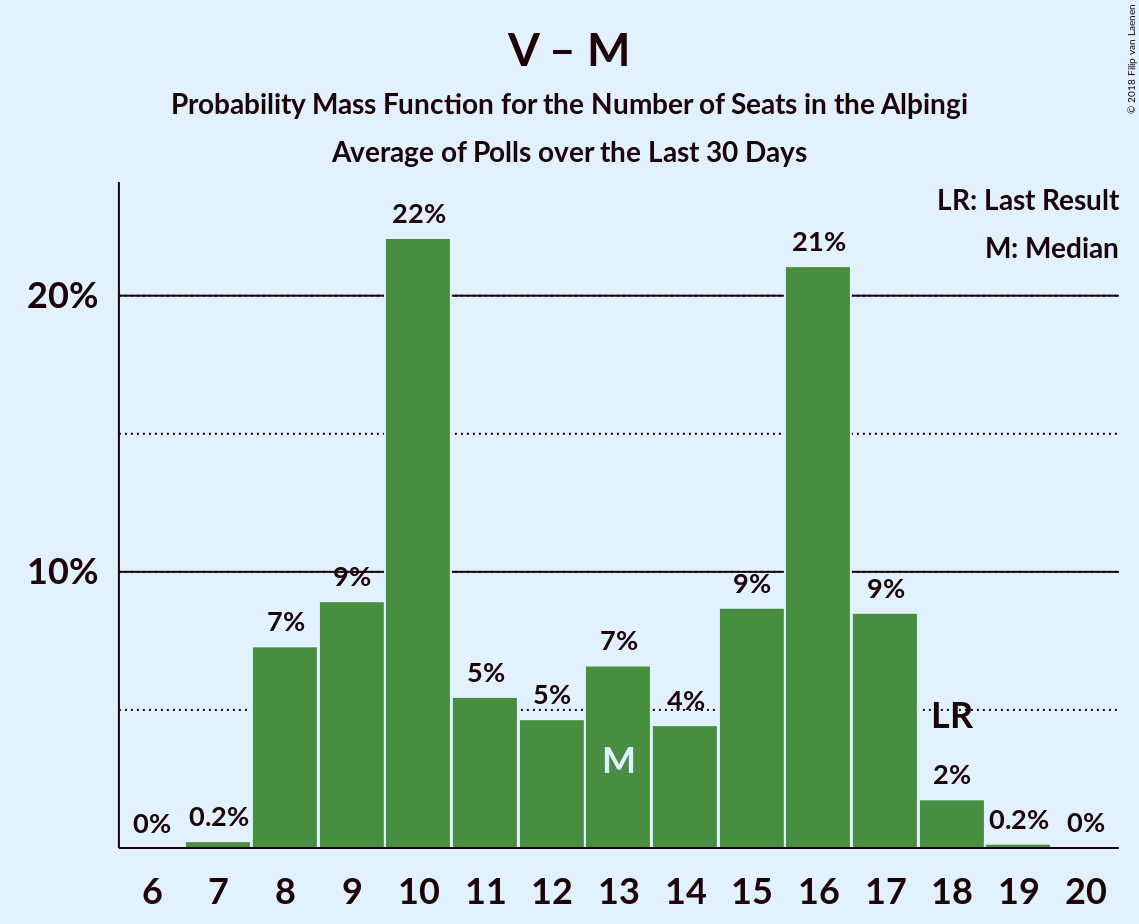 V – M
Probability Mass Function for the Number of Seats in the Alþingi
Average of Polls over the Last 30 Days
© 2018 Filip van Laenen
LR: Last Result
M: Median
20%
10%
0%
0.2%
7%
9%
22%
5%
5%
7%
4%
9%
21%
9%
2%
0.2%
0%
M
LR
6 7 8 9 10 11 12 13 14 15 16 17 18 19 20